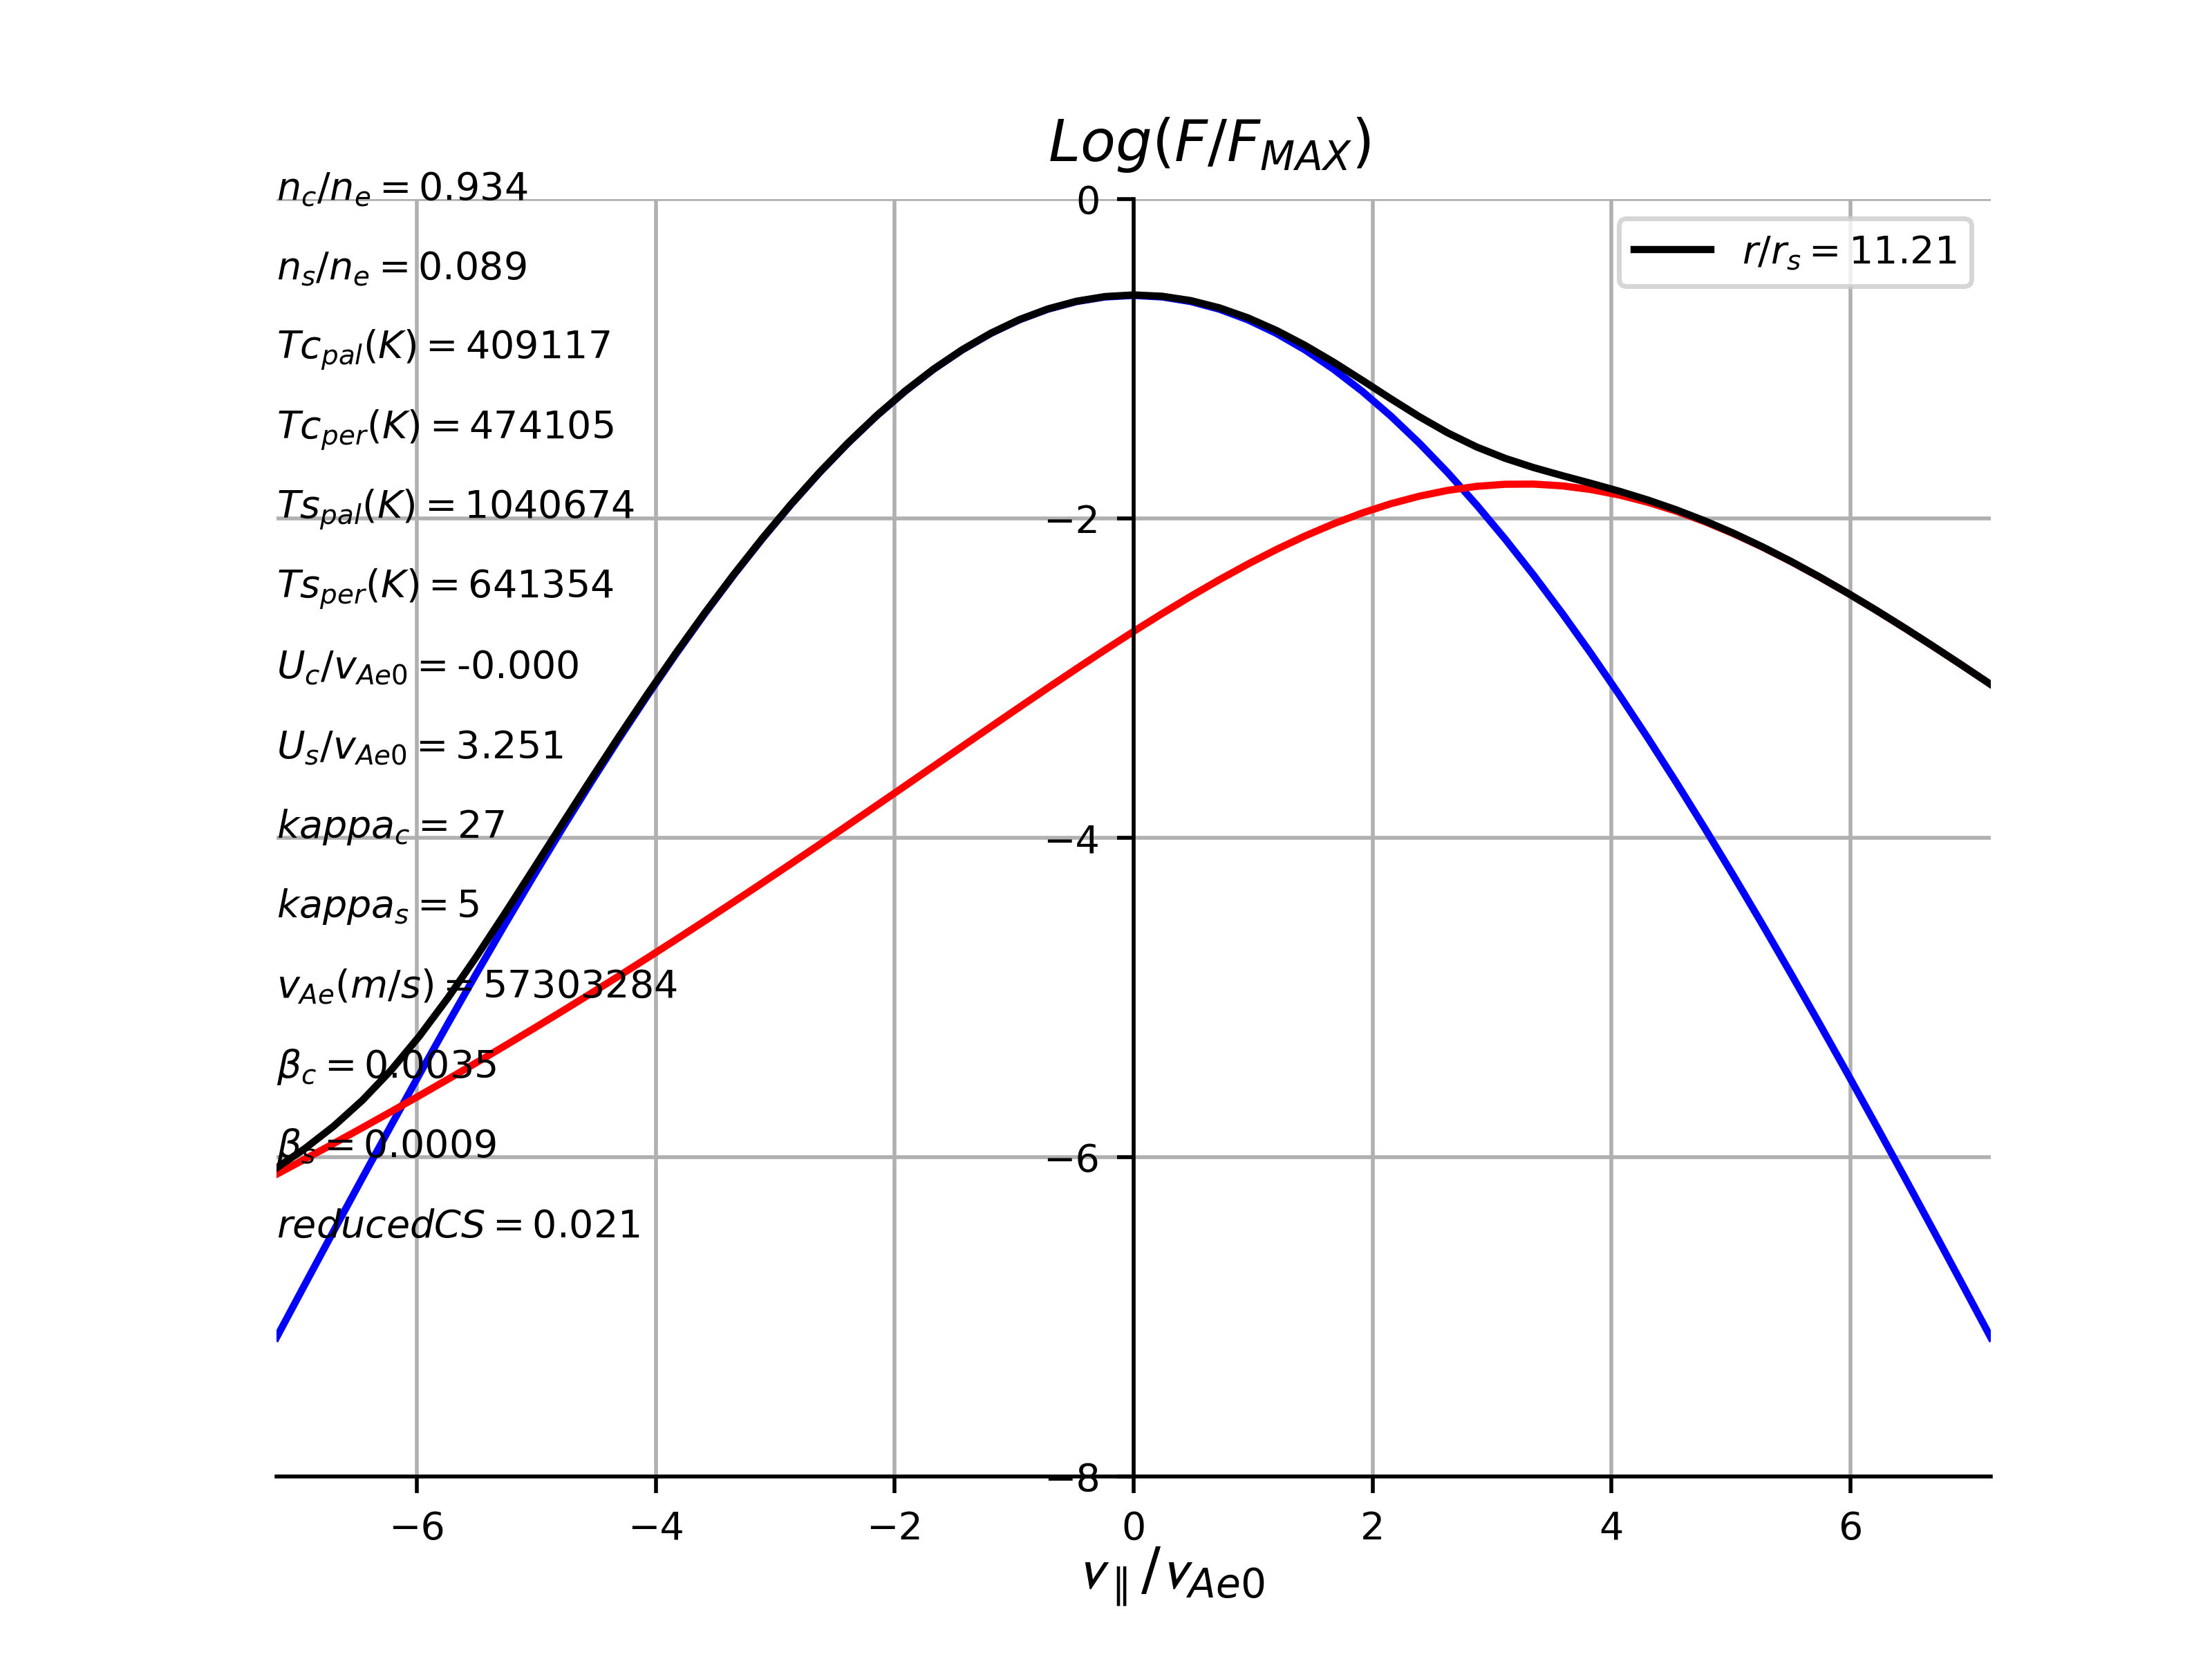 Log(F/F_MAX)
n_c/n_e = 0.934
0
r/r_s = 11.21
n_s/n_e = 0.089
Tc_pal(K) = 409117
Tc_per(K) = 474105
Ts_pal(K) = 1040674
−2
Ts_per(K) = 641354
U_c/v_Ae0 = -0.000
U_s/v_Ae0 = 3.251
kappa_c = 27
−4
kappa_s = 5
v_Ae(m/s) = 57303284
β_c = 0.0035
β_s = 0.0009
−6
reducedCS = 0.021
−8
−6 −4 −2 0 2 4 6
v_∥/v_Ae0